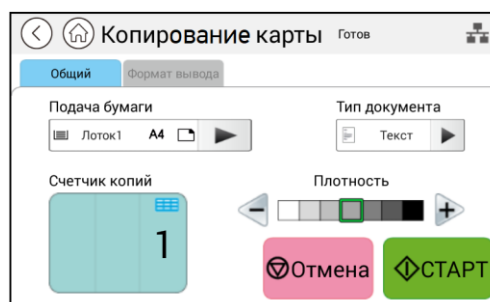 Копирование карты Готов
Общий Формат вывода
Подача бумаги Тип документа
Лоток1 A4 Текст
Счетчик копий Плотность
1
Отмена СТАРТ